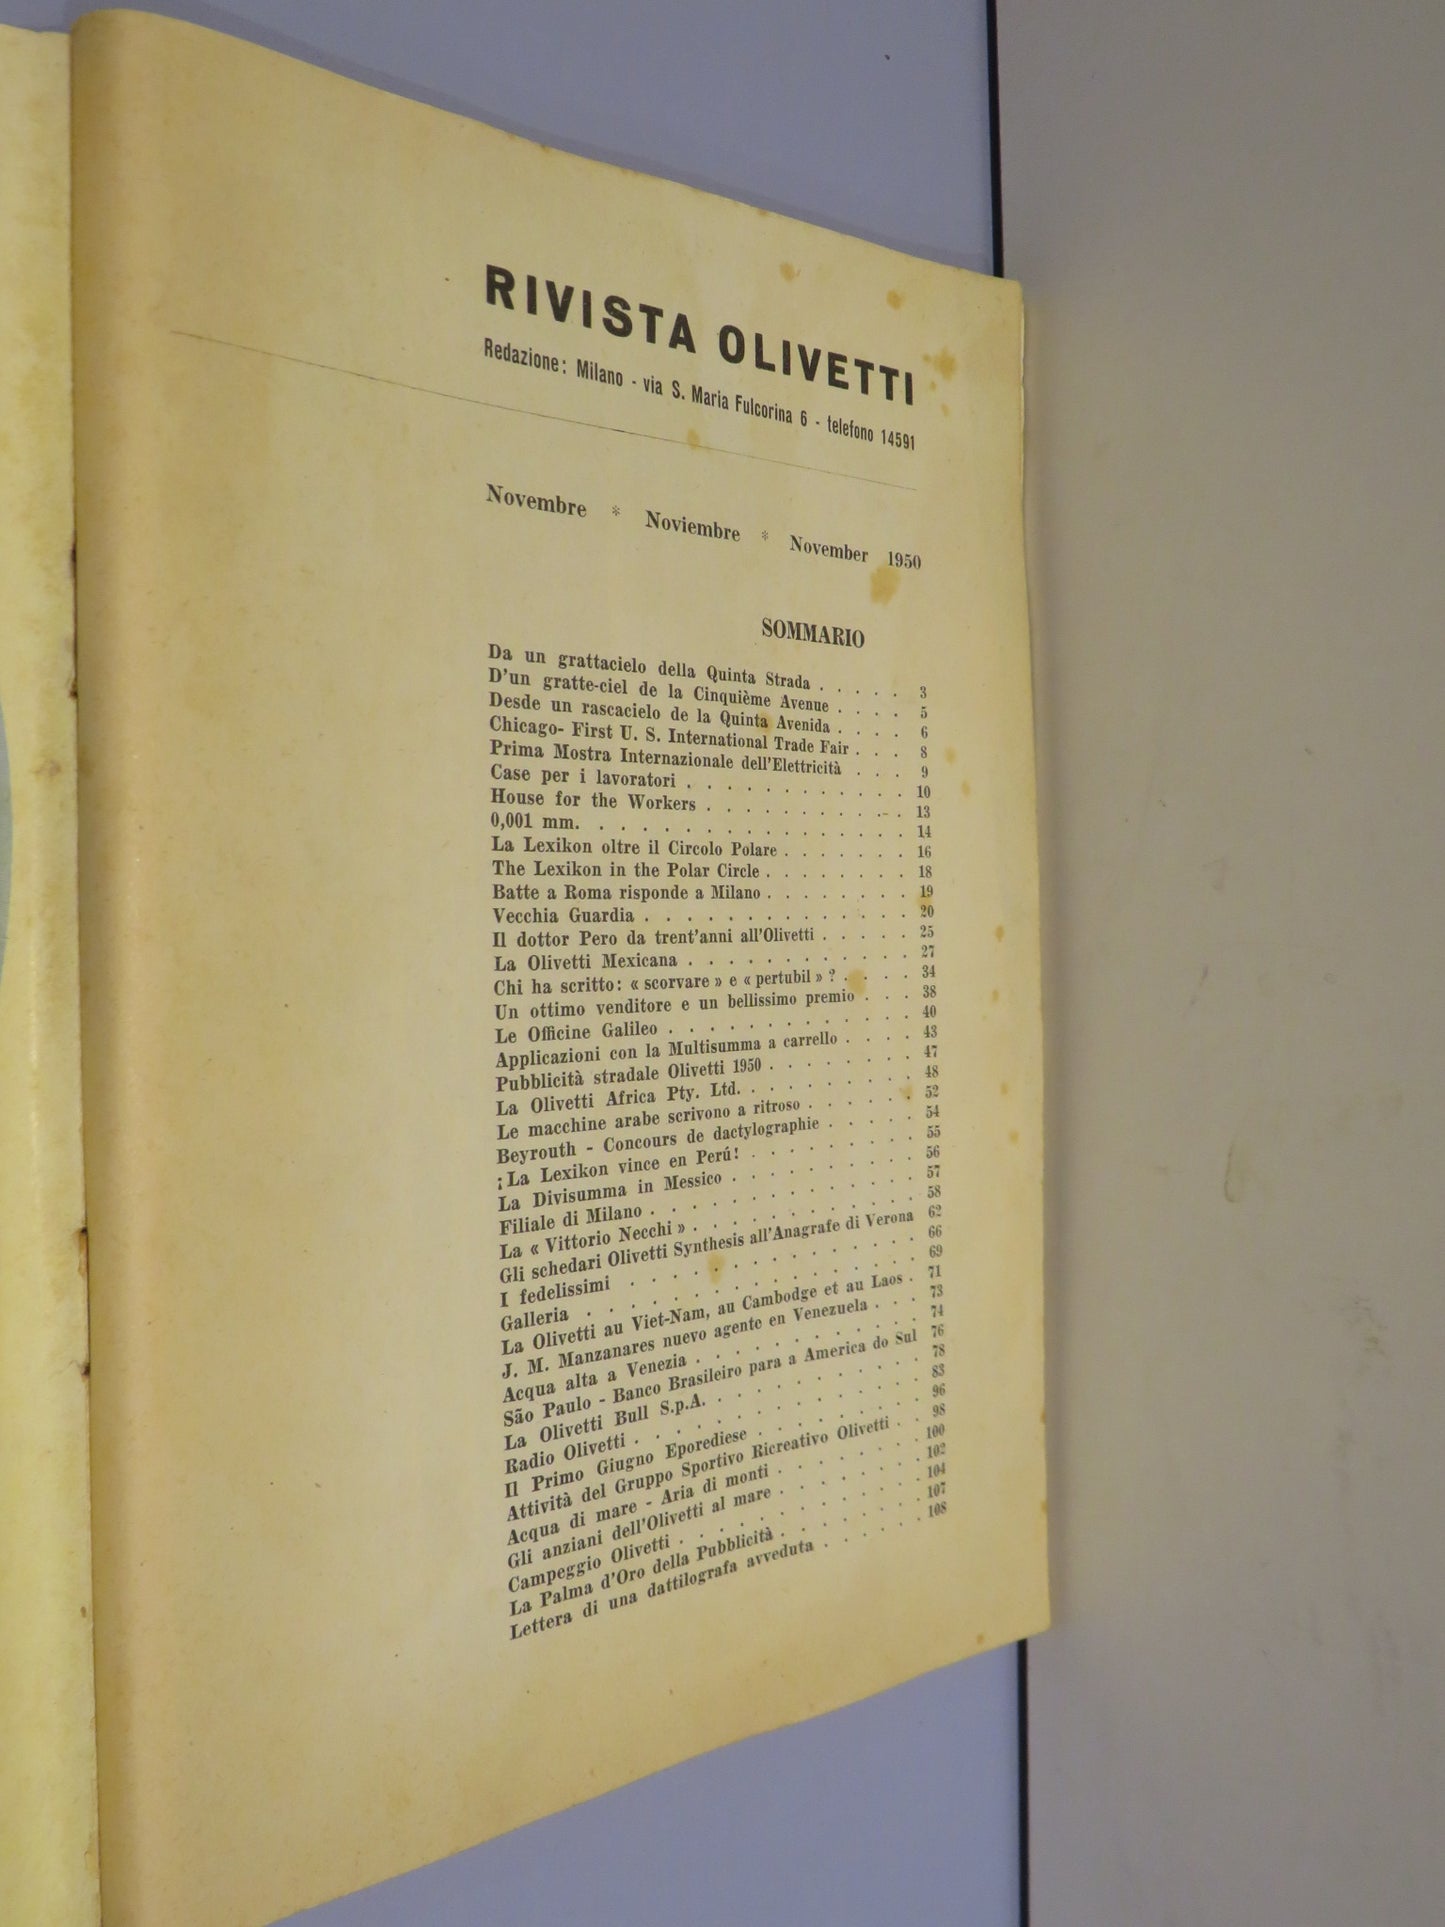 RIVISTA OLIVETTI
Redazione: Milano - via S. Maria Fulcorina 6 - telefono 14591
Novembre * Noviembre * November 1950
SOMMARIO
Da un grattacielo della Quinta Strada . . . . . 3
D'un gratte-ciel de la Cinquième Avenue . . . . 5
Desde un rascacielo de la Quinta Avenida . . . . 6
Chicago- First U. S. International Trade Fair . . . 8
Prima Mostra Internazionale dell'Elettricità . . . 9
Case per i lavoratori . . . . . . . . . . 10
House for the Workers . . . . . . . . . . 13
0,001 mm. . . . . . . . . . . . . . 14
La Lexikon oltre il Circolo Polare . . . . . . 16
The Lexikon in the Polar Circle . . . . . . . 18
Batte a Roma risponde a Milano . . . . . . . 19
Vecchia Guardia . . . . . . . . . . . . 20
Il dottor Pero da trent'anni all'Olivetti . . . . . 25
La Olivetti Mexicana . . . . . . . . . . 27
Chi ha scritto: « scorvare » e « pertubil » ? . . . . 34
Un ottimo venditore e un bellissimo premio . . . 38
Le Officine Galileo . . . . . . . . . . . 40
Applicazioni con la Multisumma a carrello . . . . 43
Pubblicità stradale Olivetti 1950 . . . . . . . 47
La Olivetti Africa Pty. Ltd. . . . . . . . . 48
Le macchine arabe scrivono a ritroso . . . . . . 52
Beyrouth - Concours de dactylographie . . . . . 54
¡La Lexikon vince en Perú! . . . . . . . . 55
La Divisumma in Messico . . . . . . . . . 56
Filiale di Milano . . . . . . . . . . . . 57
La « Vittorio Necchi » . . . . . . . . . . 58
Gli schedari Olivetti Synthesis all'Anagrafe di Verona 62
I fedelissimi . . . . . . . . . . . . . 66
Galleria . . . . . . . . . . . . . . 69
La Olivetti au Viet-Nam, au Cambodge et au Laos . 71
J. M. Manzanares nuevo agente en Venezuela . . . 73
Acqua alta a Venezia . . . . . . . . . . 74
São Paulo - Banco Brasileiro para a America do Sul 76
La Olivetti Bull S.p.A. . . . . . . . . . . 78
Radio Olivetti . . . . . . . . . . . . . 83
Il Primo Giugno Eporediese . . . . . . . . 96
Attività del Gruppo Sportivo Ricreativo Olivetti . . 98
Acqua di mare - Aria di monti . . . . . . . 100
Gli anziani dell'Olivetti al mare . . . . . . . 102
Campeggio Olivetti . . . . . . . . . . . 104
La Palma d'Oro della Pubblicità . . . . . . . 107
Lettera di una dattilografa avveduta . . . . . 108